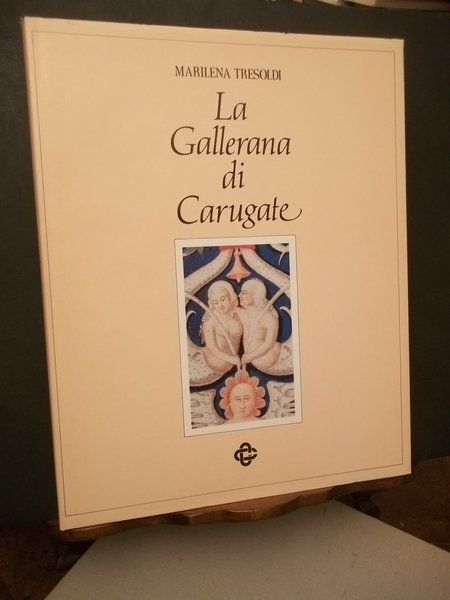 MARILENA TRESOLDI
La
Gallerana
di
Carugate